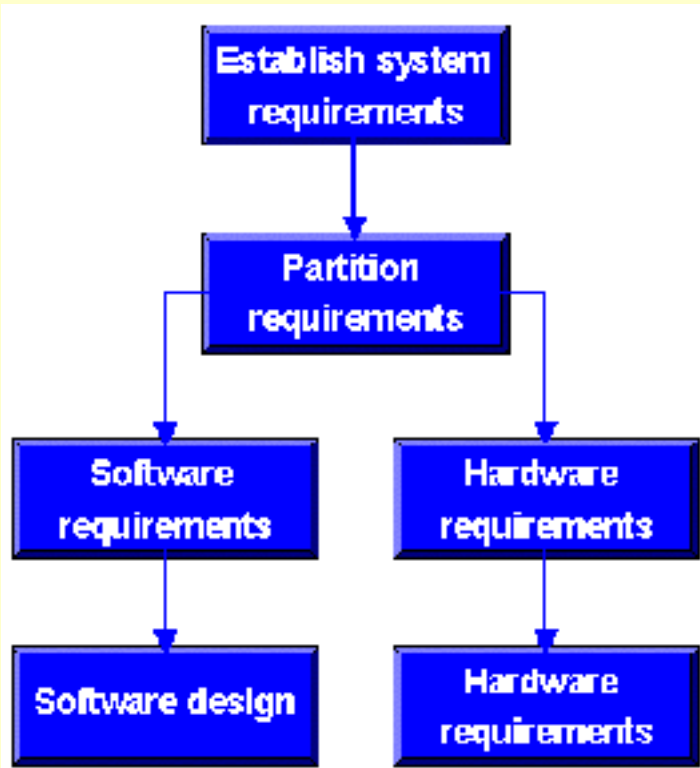 Establish system
requirements
Partition
requirements
Software
requirements
Hardware
requirements
Software design
Hardware
requirements